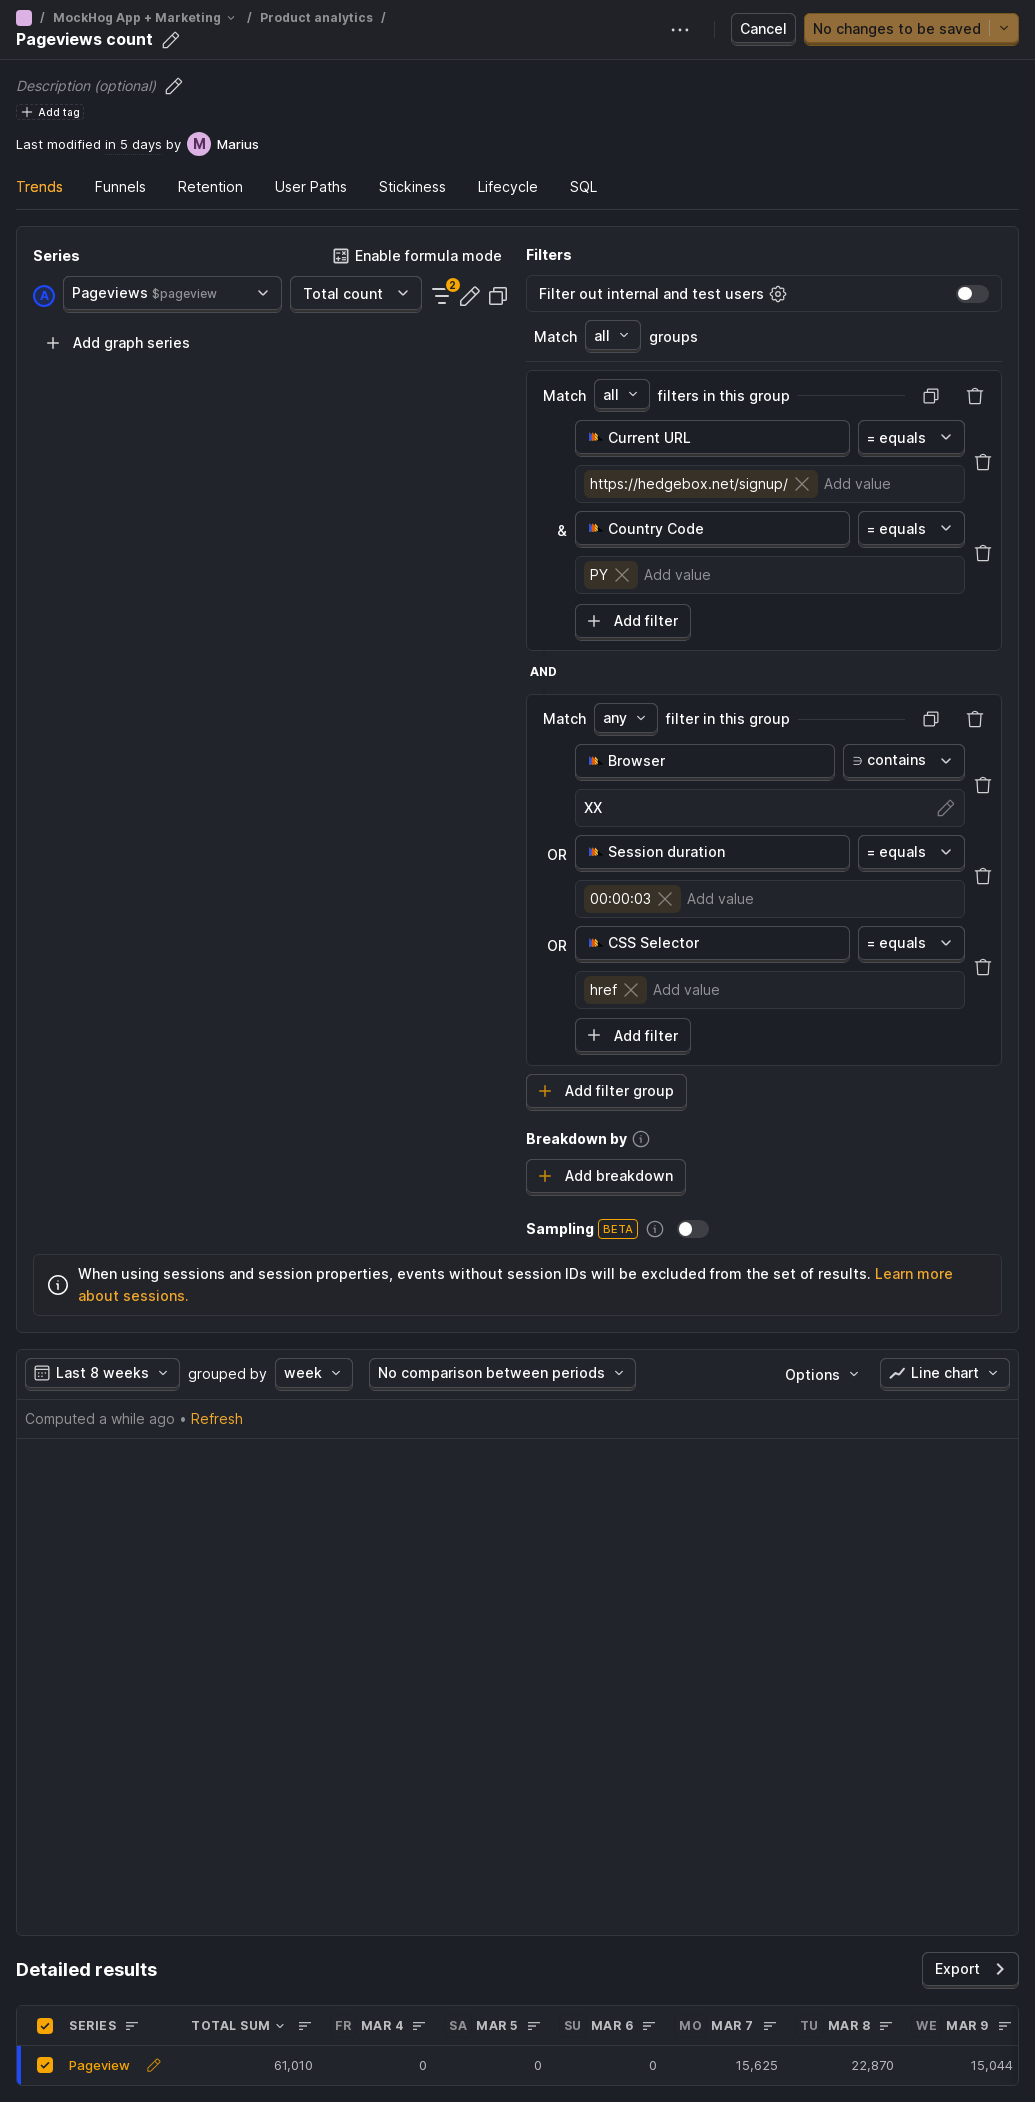 / MockHog App + Marketing / Product analytics /
Pageviews count
Cancel
No changes to be saved
Description (optional)
Add tag
Last modified in 5 days by M Marius
Trends Funnels Retention User Paths Stickiness Lifecycle SQL
Series
Enable formula mode
A Pageviews $pageview Total count 2
Add graph series
Filters
Filter out internal and test users
Match all groups
Match all filters in this group
Current URL = equals
https://hedgebox.net/signup/ Add value
& Country Code = equals
PY Add value
Add filter
AND
Match any filter in this group
Browser ∋ contains
XX
OR Session duration = equals
00:00:03 Add value
OR CSS Selector = equals
href Add value
Add filter
Add filter group
Breakdown by
Add breakdown
Sampling BETA
When using sessions and session properties, events without session IDs will be excluded from the set of results. Learn more
about sessions.
Last 8 weeks grouped by week No comparison between periods Options Line chart
Computed a while ago • Refresh
Detailed results
Export
SERIES TOTAL SUM FR MAR 4 SA MAR 5 SU MAR 6 MO MAR 7 TU MAR 8 WE MAR 9
Pageview 61,010 0 0 0 15,625 22,870 15,044